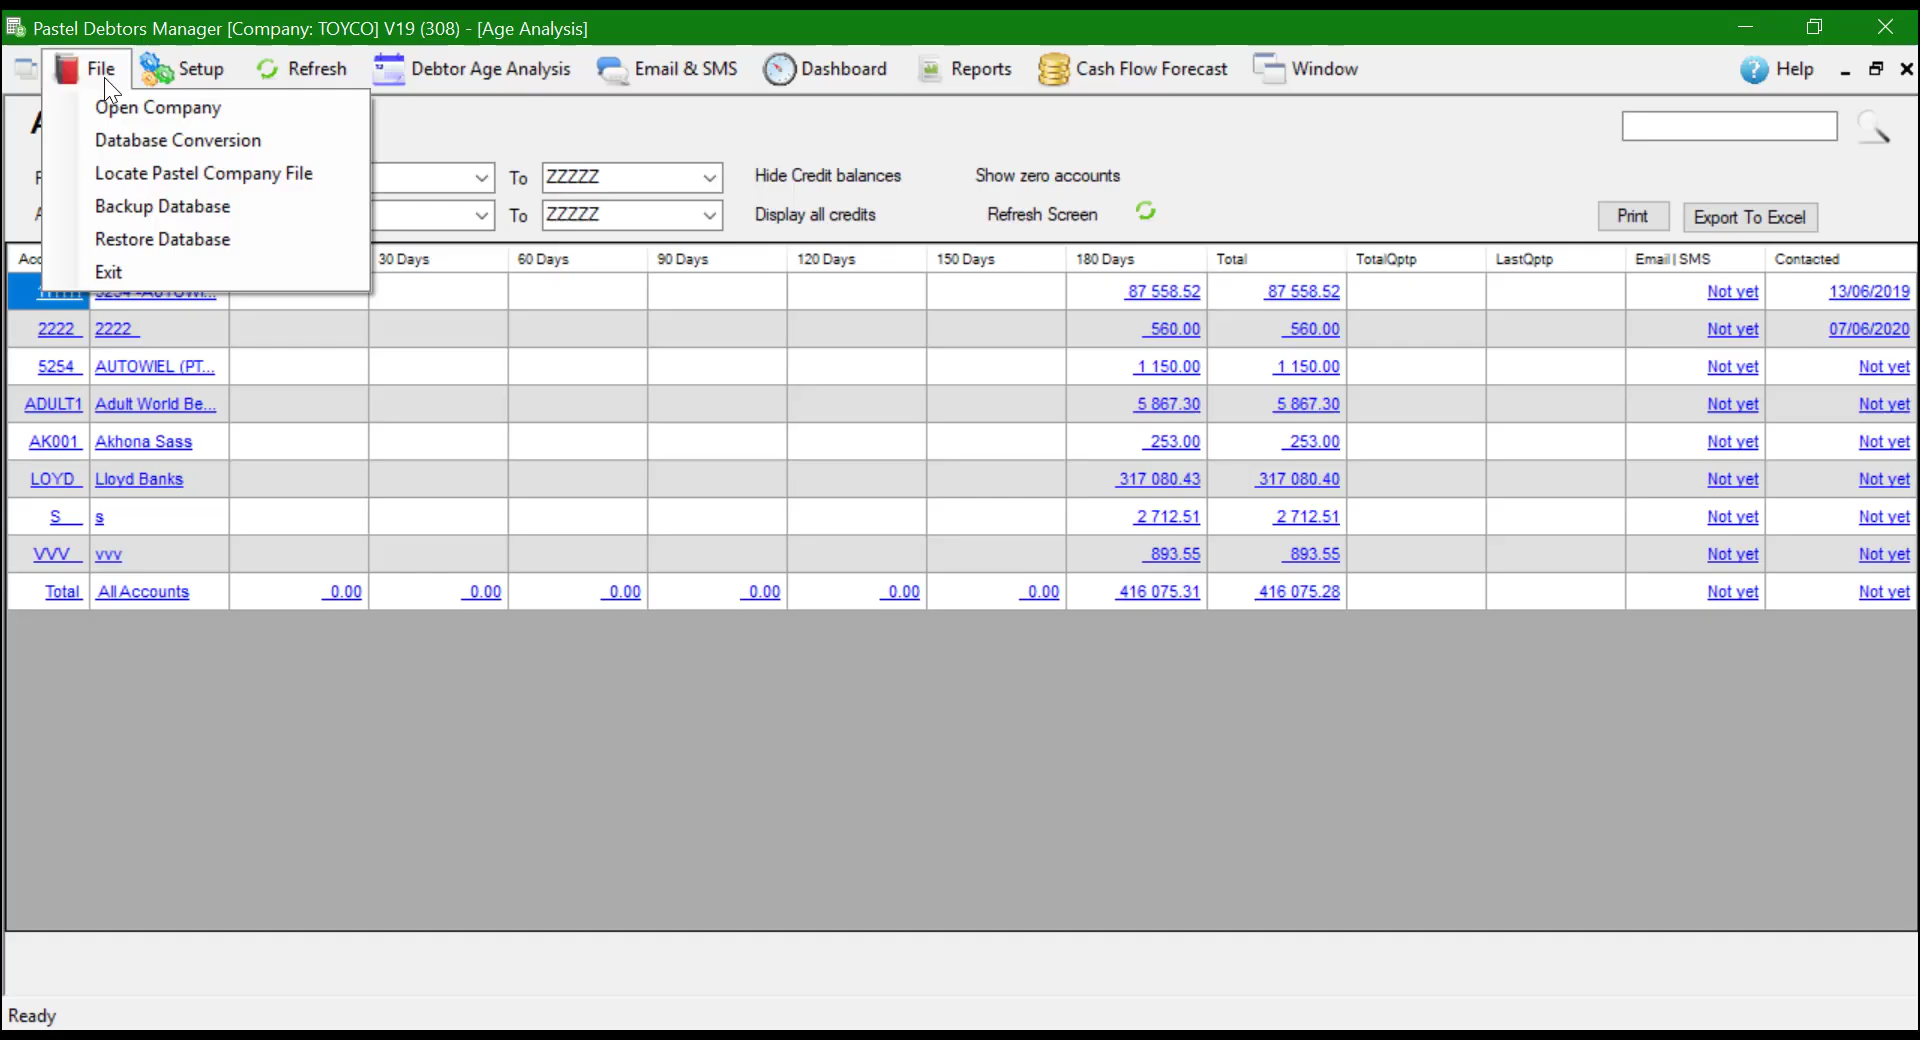 Pastel Debtors Manager [Company: TOYCO] V19 (308) - [Age Analysis]
File Setup Refresh Debtor Age Analysis Email & SMS Dashboard Reports Cash Flow Forecast Window Help
Open Company
Database Conversion
Locate Pastel Company File
Backup Database
Restore Database
Exit
To ZZZZZ Hide Credit balances Show zero accounts
To ZZZZZ Display all credits Refresh Screen Print Export To Excel
30 Days 60 Days 90 Days 120 Days 150 Days 180 Days Total TotalQptp LastQptp Email|SMS Contacted
87 558.52 87 558.52 Not yet 13/06/2019
2222 2222 560.00 560.00 Not yet 07/06/2020
5254 AUTOWIEL (PT... 1 150.00 1 150.00 Not yet Not yet
ADULT1 Adult World Be... 5 867.30 5 867.30 Not yet Not yet
AK001 Akhona Sass 253.00 253.00 Not yet Not yet
LOYD Lloyd Banks 317 080.43 317 080.40 Not yet Not yet
S s 2 712.51 2 712.51 Not yet Not yet
VVV vvv 893.55 893.55 Not yet Not yet
Total All Accounts 0.00 0.00 0.00 0.00 0.00 0.00 416 075.31 416 075.28 Not yet Not yet
Ready